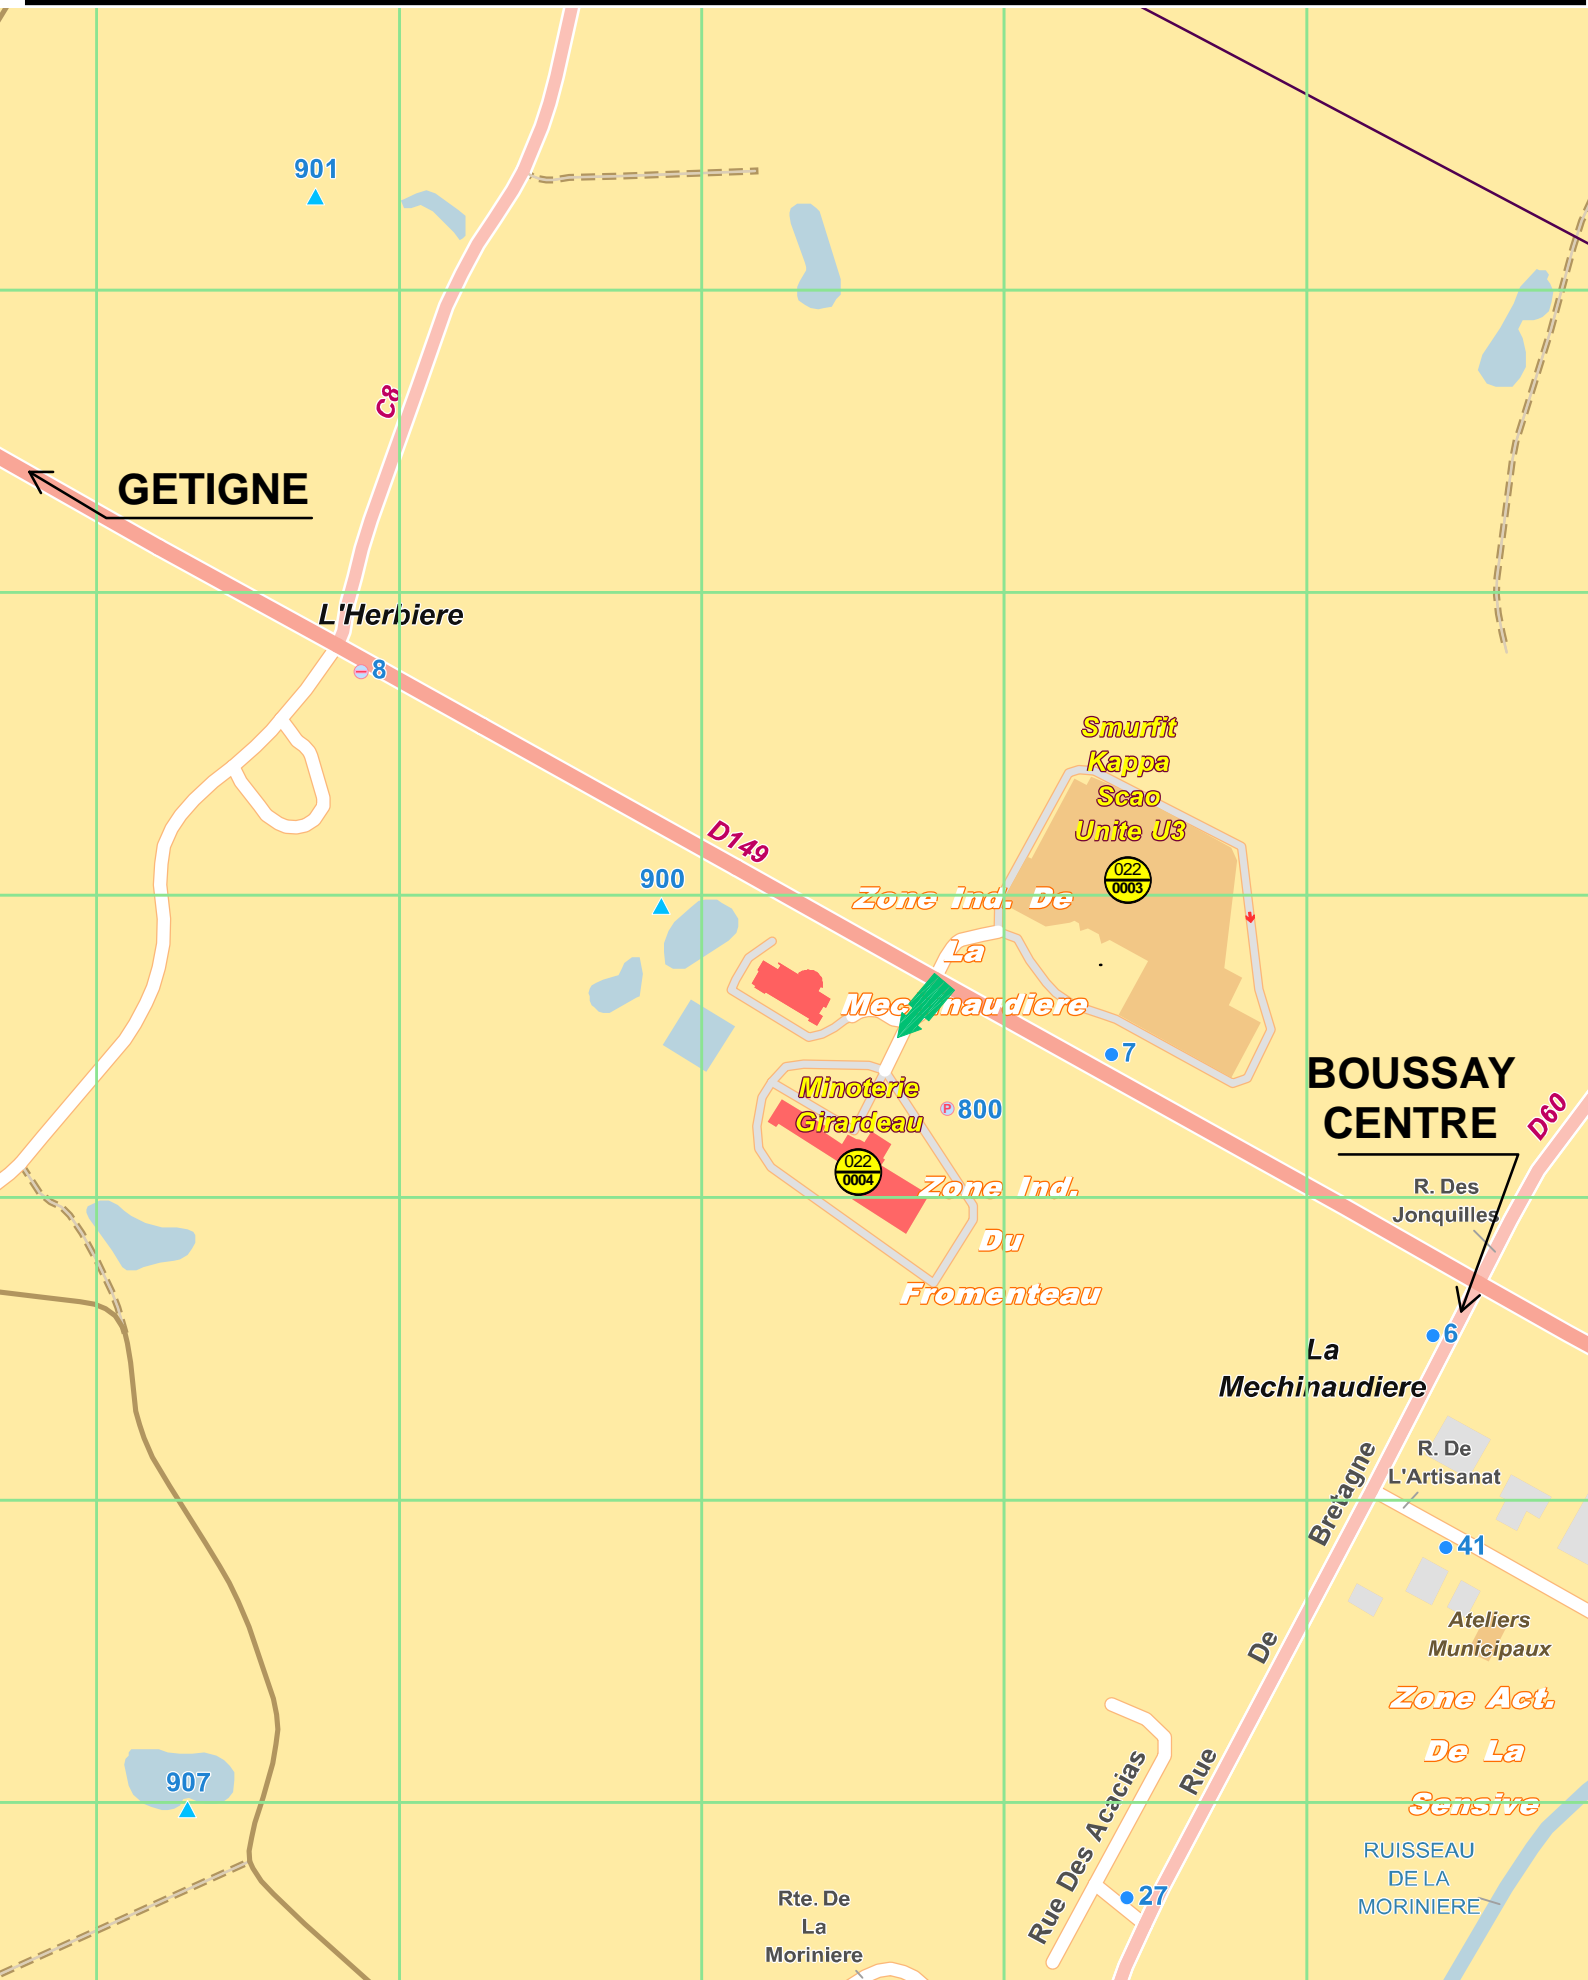 901
C8
GETIGNE
L'Herbiere
8
Smurfit
Kappa
Scao
Unite U3
D149
022
0003
900
Zone Ind. De
La
Mechinaudiere
7
BOUSSAY
CENTRE
D60
Minoterie
Girardeau
P 800
022
0004
Zone Ind.
Du
Fromenteau
R. Des
Jonquilles
6
La
Mechinaudiere
R. De
L'Artisanat
Rue De Bretagne
41
Ateliers
Municipaux
Zone Act.
De La
Sensive
907
Rue Des Acacias
27
RUISSEAU
DE LA
MORINIERE
Rte. De
La
Moriniere